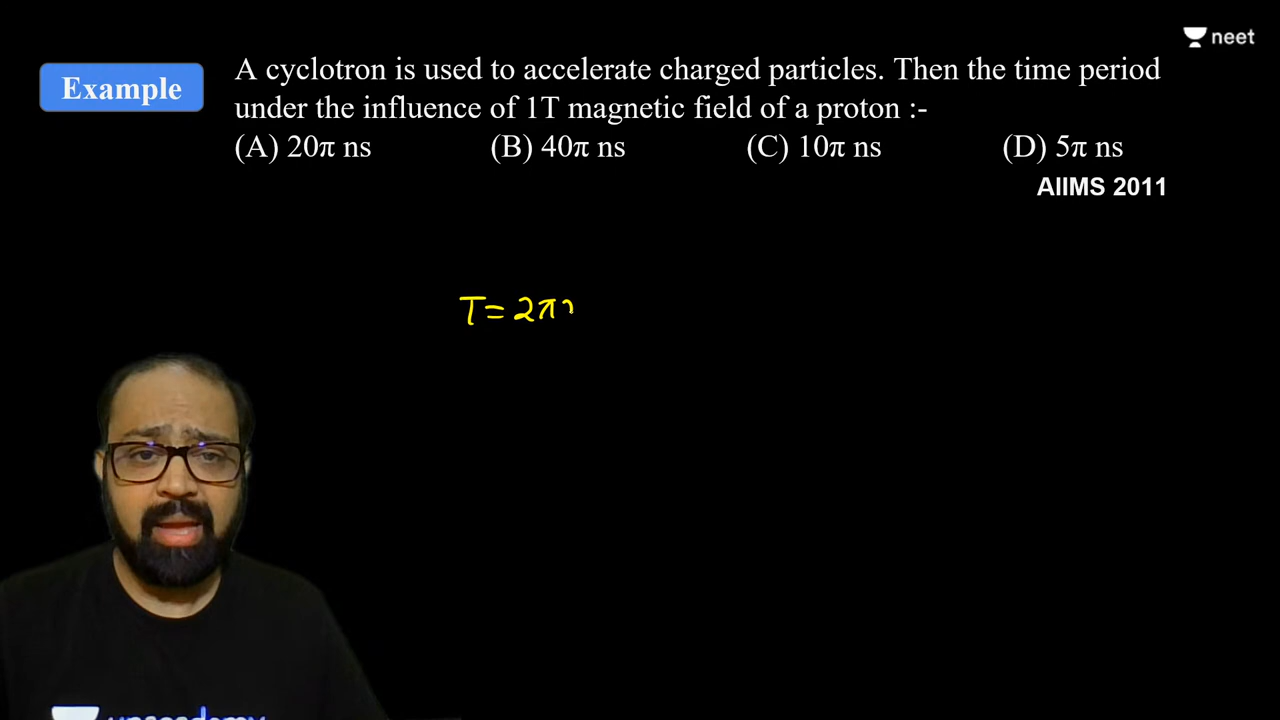 neet
Example
A cyclotron is used to accelerate charged particles. Then the time period
under the influence of 1T magnetic field of a proton :-
(A) 20π ns (B) 40π ns (C) 10π ns (D) 5π ns
AIIMS 2011
T = 2π